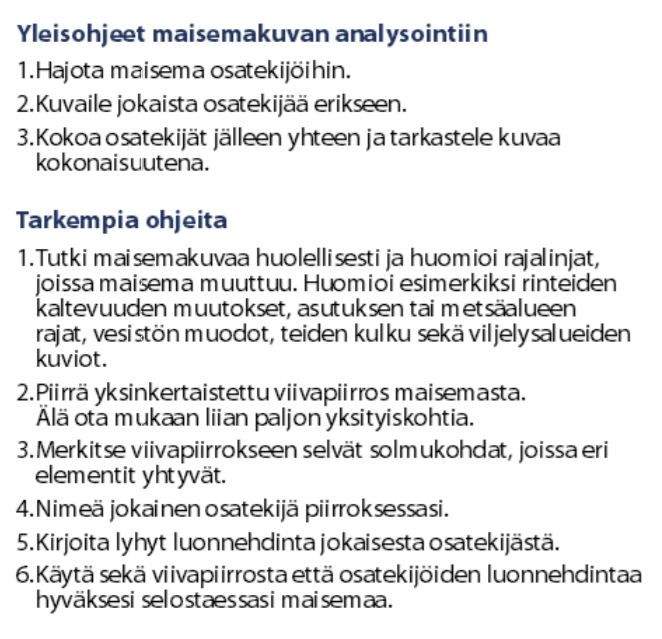 Yleisohjeet maisemakuvan analysointiin
1.Hajota maisema osatekijöihin.
2.Kuvaile jokaista osatekijää erikseen.
3.Kokoa osatekijät jälleen yhteen ja tarkastele kuvaa
kokonaisuutena.
Tarkempia ohjeita
1.Tutki maisemakuvaa huolellisesti ja huomioi rajalinjat,
joissa maisema muuttuu. Huomioi esimerkiksi rinteiden
kaltevuuden muutokset, asutuksen tai metsäalueen
rajat, vesistön muodot, teiden kulku sekä viljelysalueiden
kuviot.
2.Piirrä yksinkertaistettu viivapiirros maisemasta.
Älä ota mukaan liian paljon yksityiskohtia.
3.Merkitse viivapiirrokseen selvät solmukohdat, joissa eri
elementit yhtyvät.
4.Nimeä jokainen osatekijä piirroksessasi.
5.Kirjoita lyhyt luonnehdinta jokaisesta osatekijästä.
6.Käytä sekä viivapiirrosta että osatekijöiden luonnehdintaa
hyväksesi selostaessasi maisemaa.